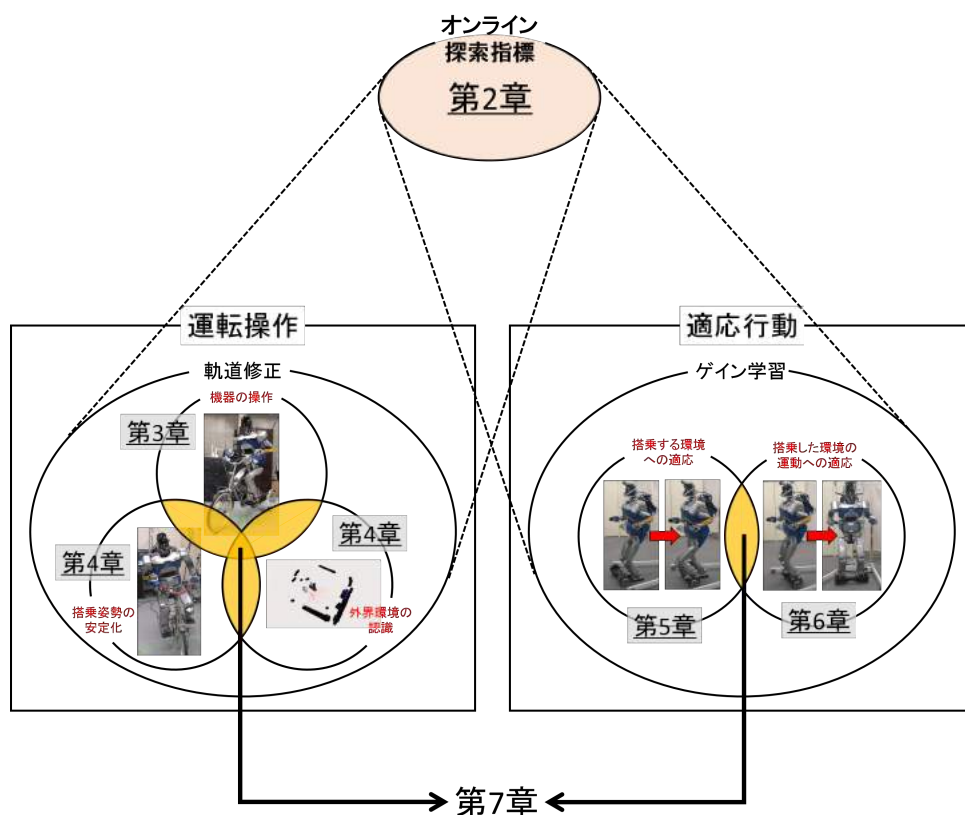 オンライン
探索指標
第2章
運転操作
軌道修正
機器の操作
第3章
第4章
搭乗姿勢の
安定化
第4章
外界環境の
認識
適応行動
ゲイン学習
搭乗する環境
への適応
搭乗した環境の
運動への適応
第5章
第6章
第7章